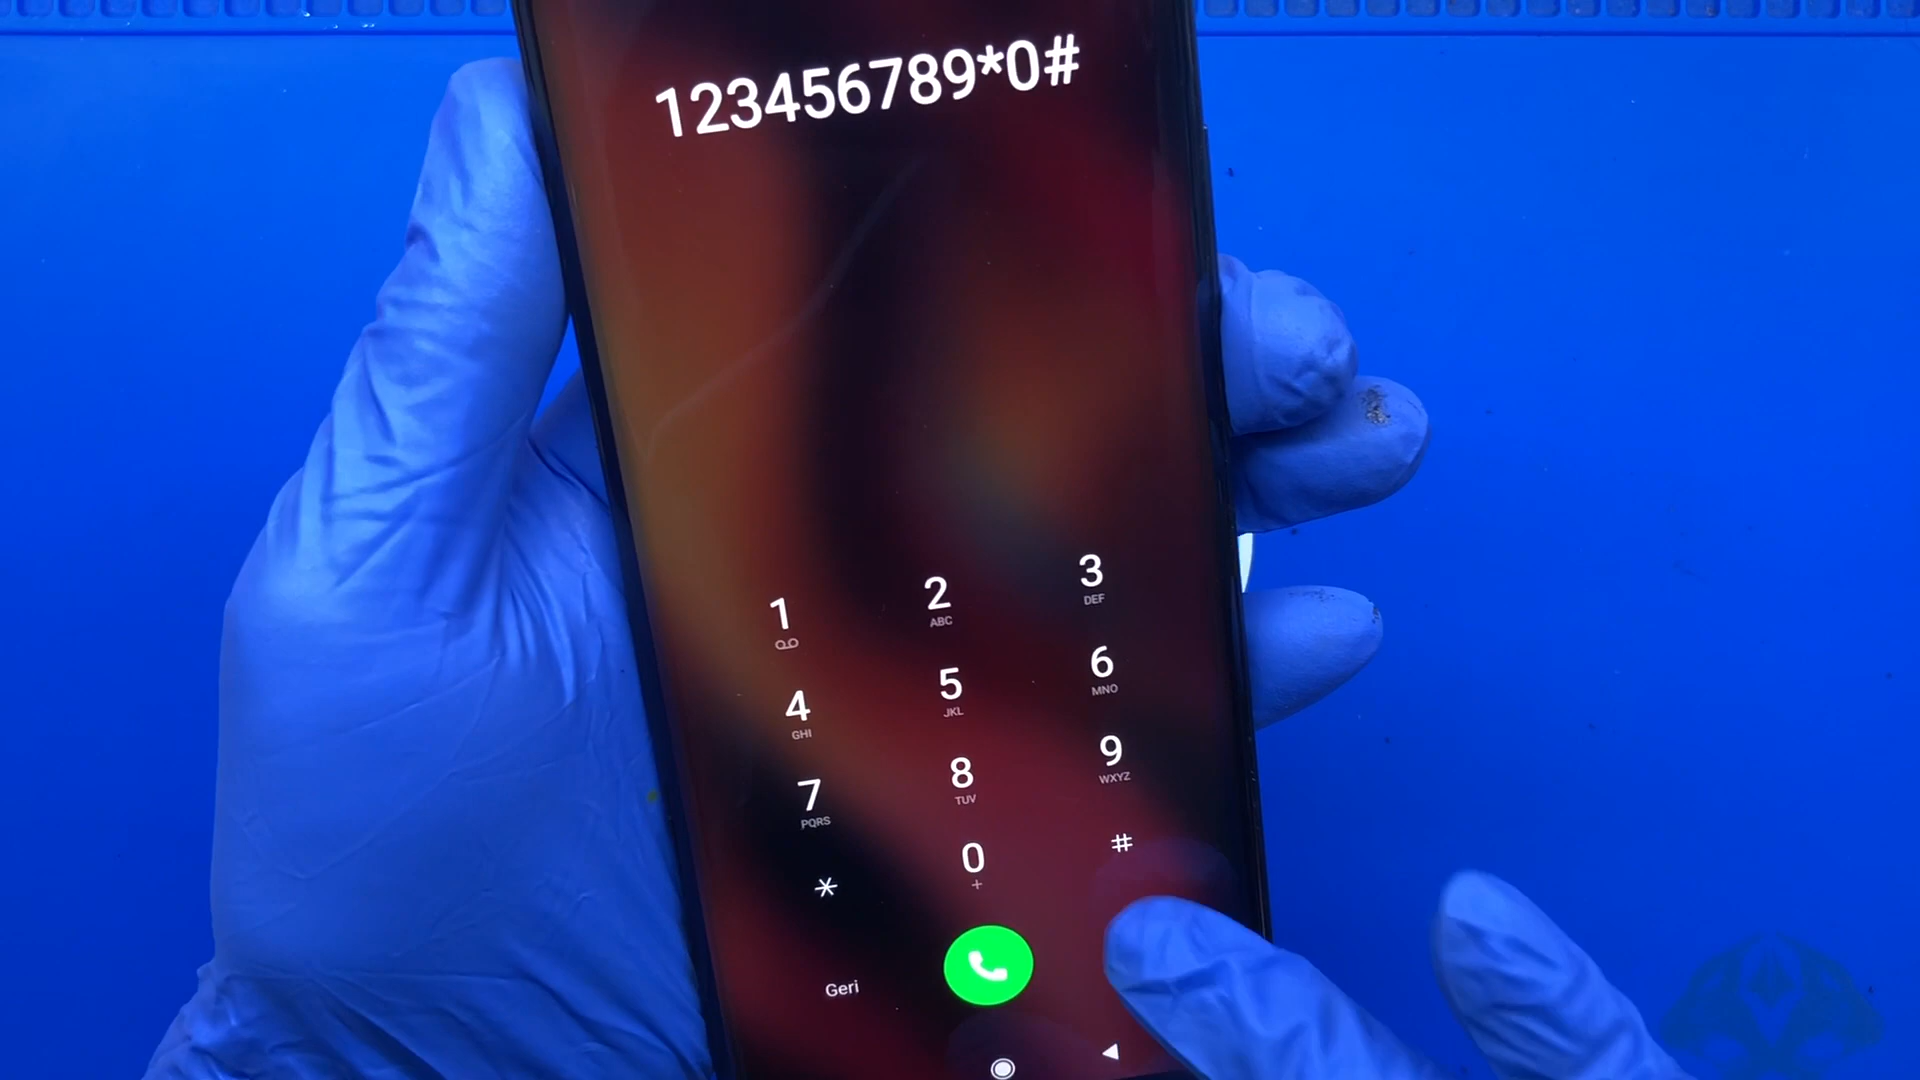 123456789*0#
1 2 3
ABC DEF
4 5 6
GHI JKL MNO
7 8 9
PQRS TUV WXYZ
* 0 #
+
Geri